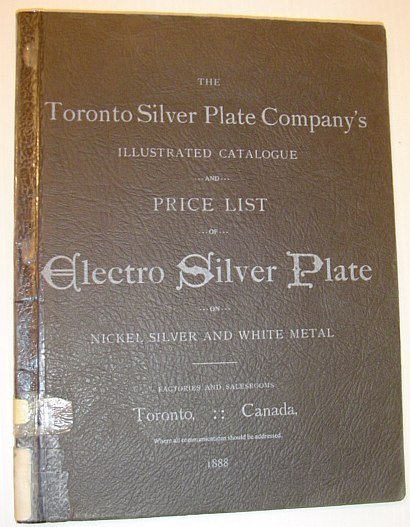 THE
Toronto Silver Plate Company's
ILLUSTRATED CATALOGUE
---AND---
PRICE LIST
---OF---
Electro Silver Plate
---ON---
NICKEL SILVER AND WHITE METAL
FACTORIES AND SALESROOMS
Toronto, :: Canada,
Where all communications should be addressed.
1888